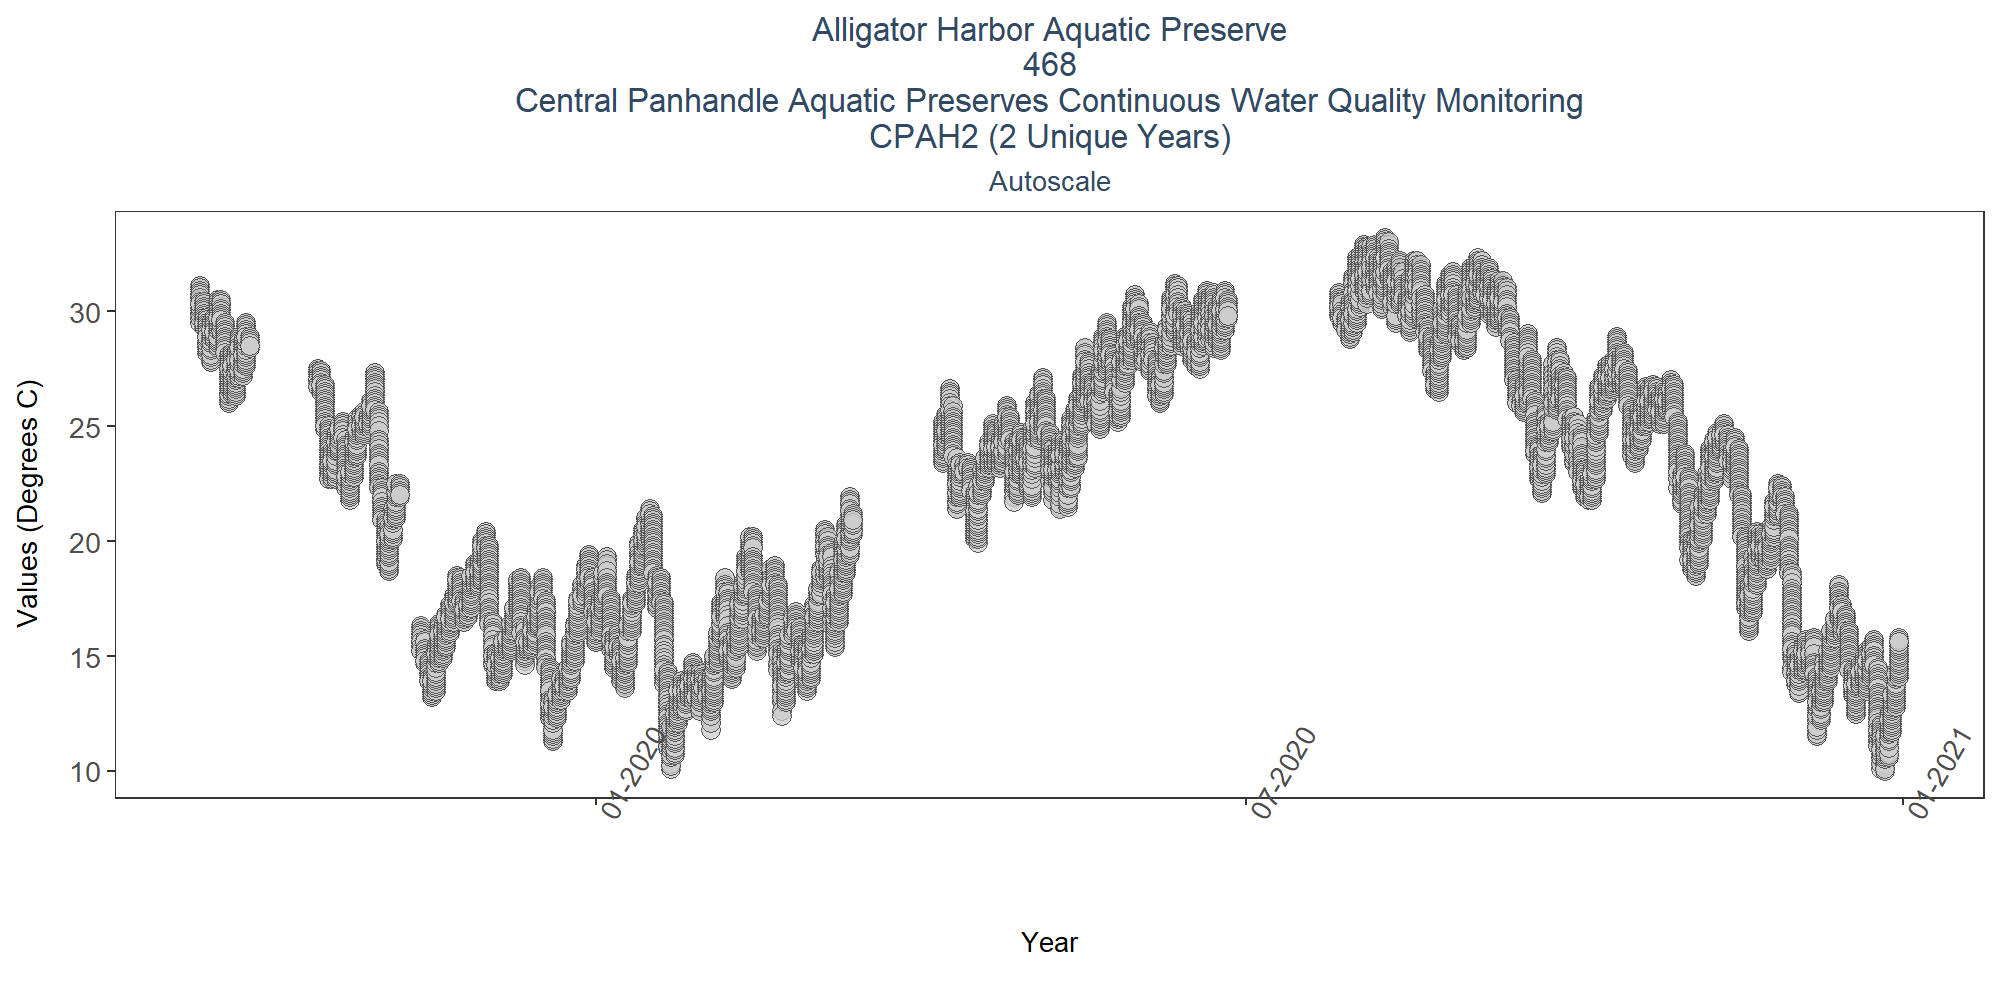 Alligator Harbor Aquatic Preserve
468
Central Panhandle Aquatic Preserves Continuous Water Quality Monitoring
CPAH2 (2 Unique Years)
Autoscale
Values (Degrees C)
30
25
20
15
10
01-2020
07-2020
01-2021
Year